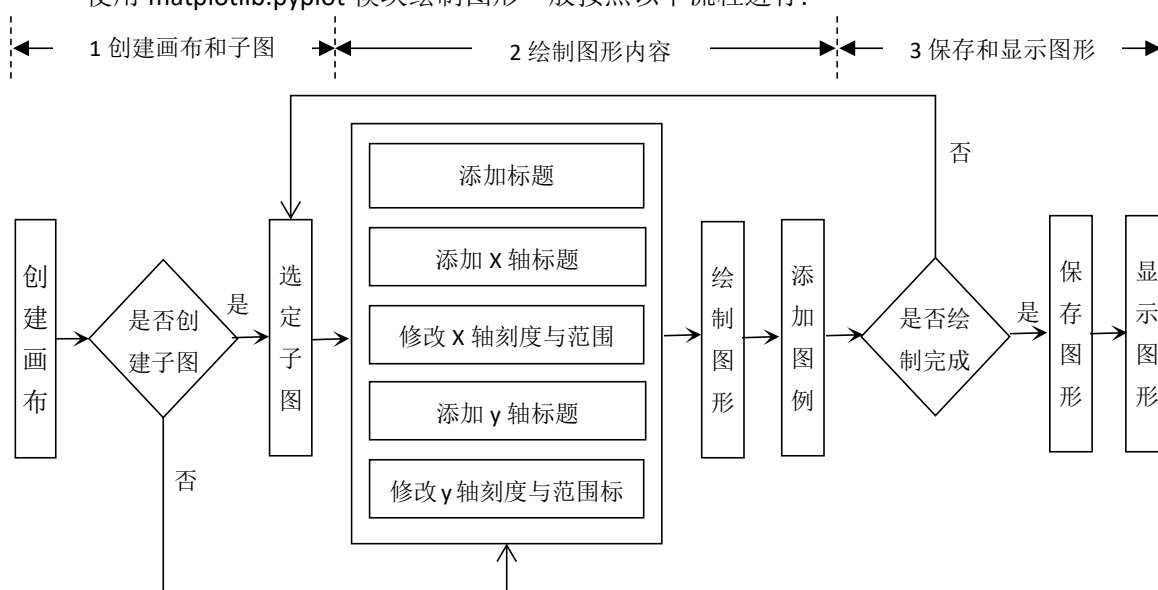 使用 matplotlib.pyplot 模块绘制图形一般按照以下流程进行：
1 创建画布和子图
2 绘制图形内容
3 保存和显示图形
否
添加标题
添加 X 轴标题
修改 X 轴刻度与范围
添加 y 轴标题
修改 y 轴刻度与范围标
创建画布
是否创
建子图
是
否
选定子图
绘制图形
添加图例
是否绘
制完成
是
保存图形
显示图形